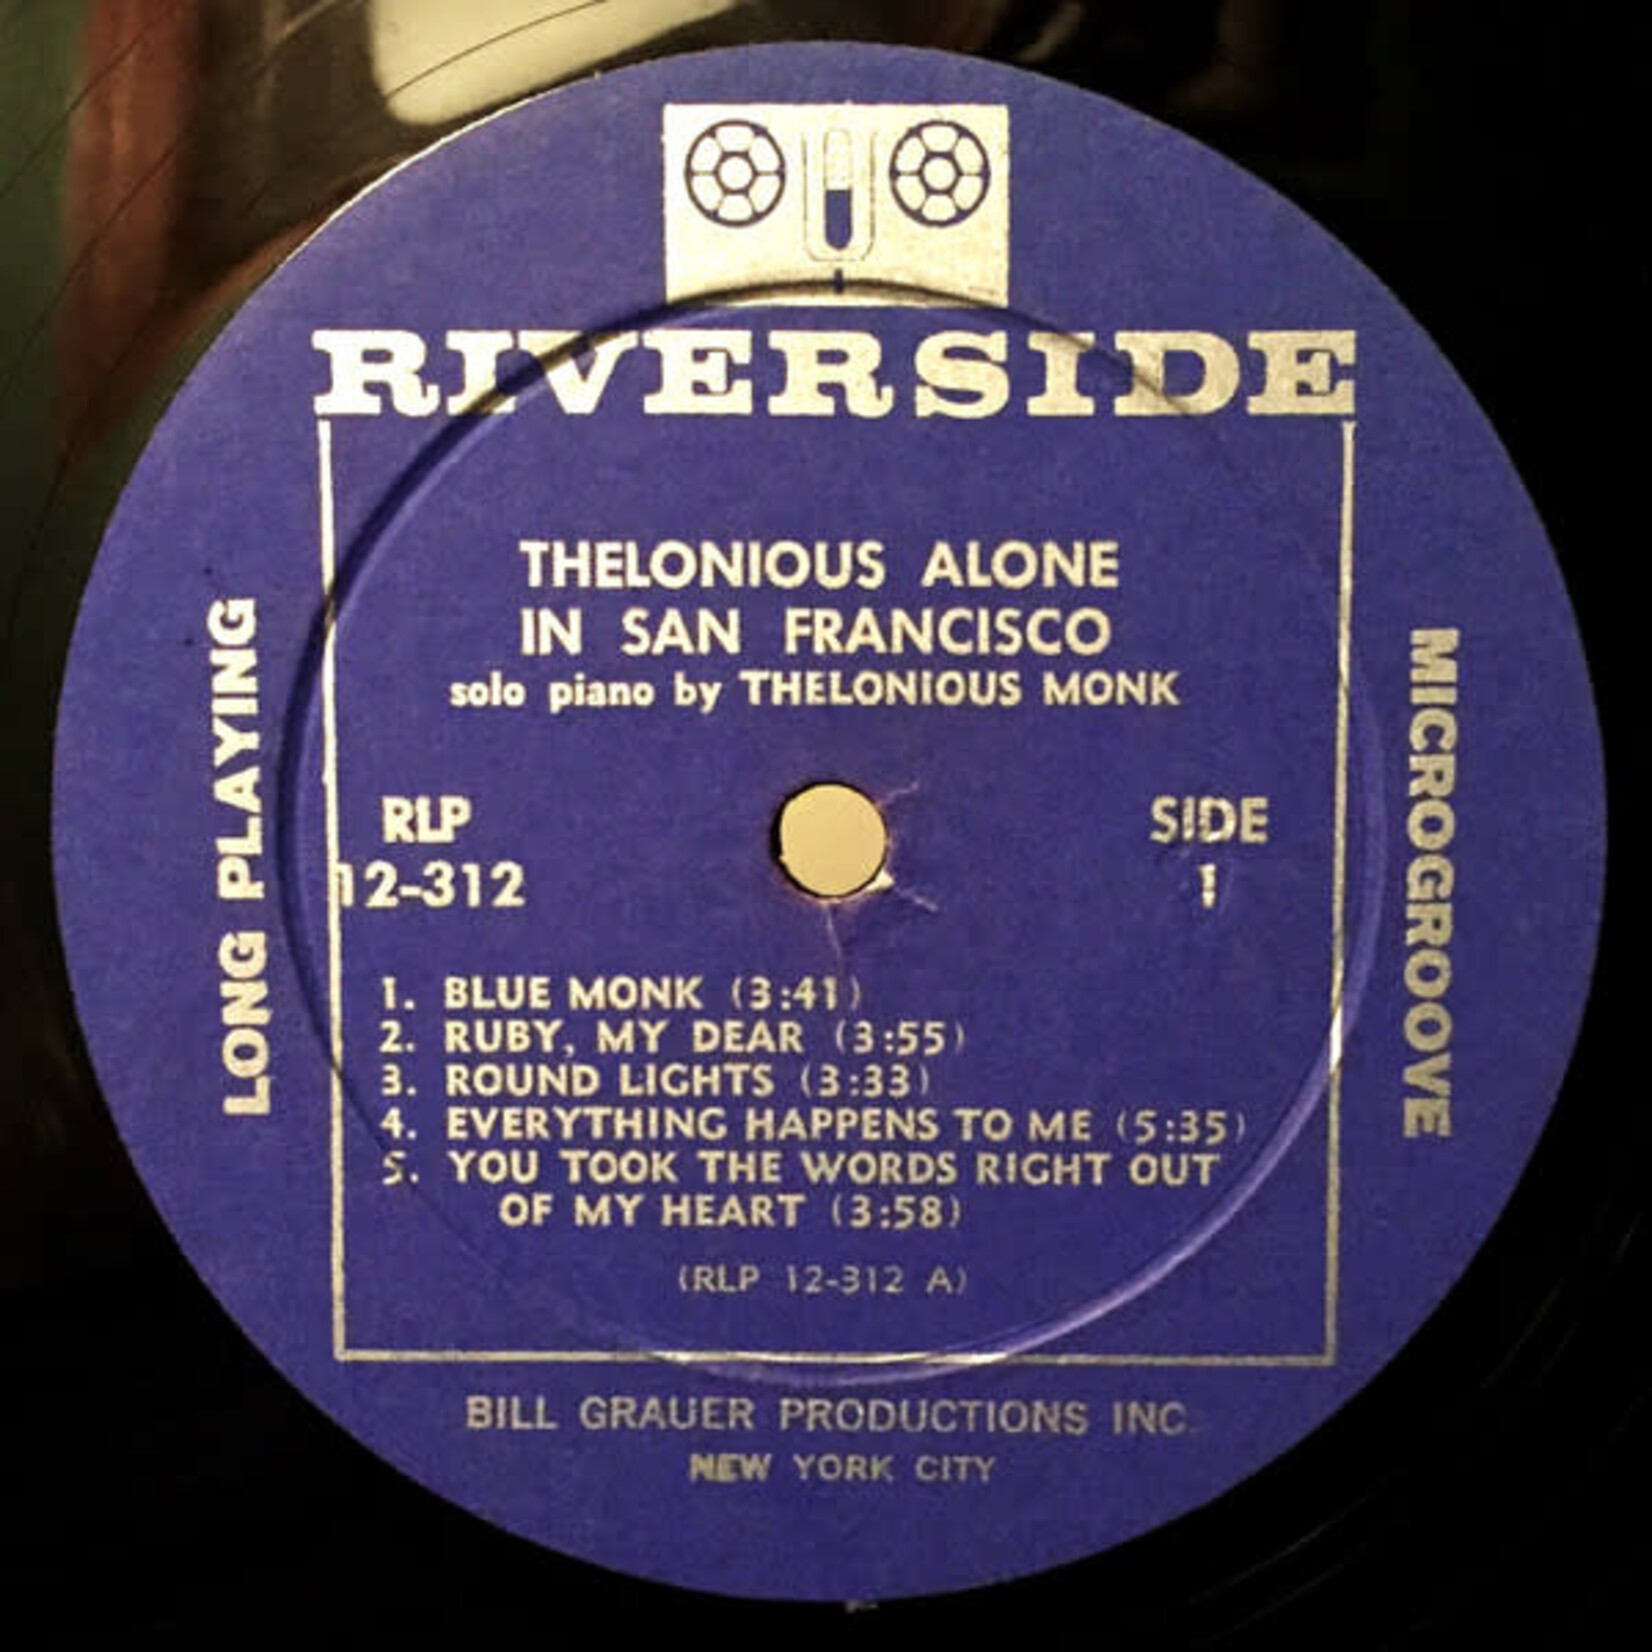 RIVERSIDE
THELONIOUS ALONE
IN SAN FRANCISCO
solo piano by THELONIOUS MONK
RLP
12-312
SIDE
1
LONG PLAYING
MICROGROOVE
1. BLUE MONK (3:41)
2. RUBY, MY DEAR (3:55)
3. ROUND LIGHTS (3:33)
4. EVERYTHING HAPPENS TO ME (5:35)
5. YOU TOOK THE WORDS RIGHT OUT
OF MY HEART (3:58)
(RLP 12-312 A)
BILL GRAUER PRODUCTIONS INC.
NEW YORK CITY